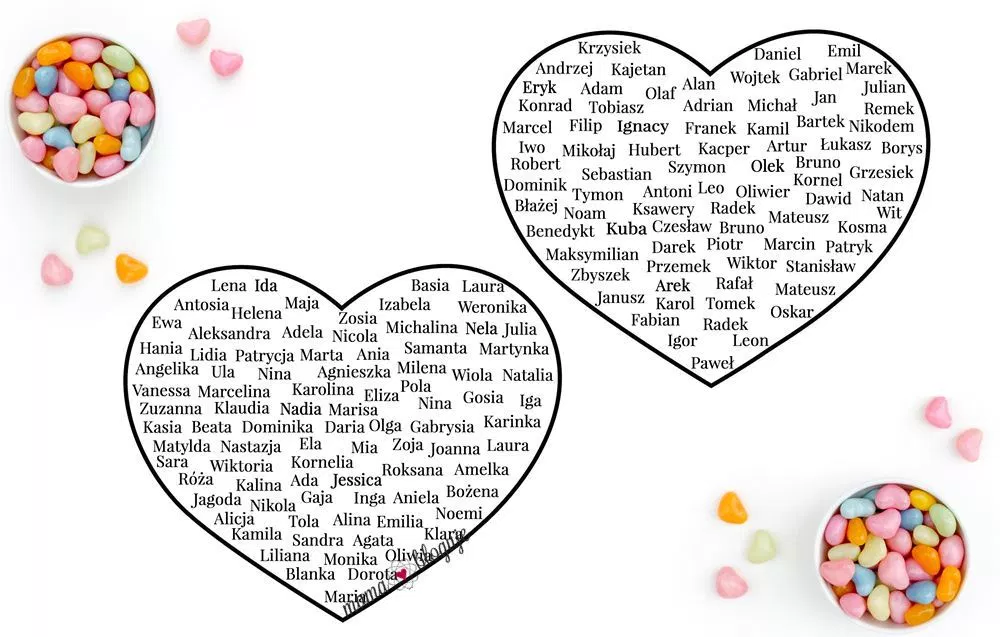 Krzysiek Daniel Emil
Andrzej Kajetan Alan Wojtek Gabriel Marek
Eryk Adam Olaf Julian
Konrad Tobiasz Adrian Michał Jan Remek
Marcel Filip Ignacy Franek Kamil Bartek Nikodem
Iwo Mikołaj Hubert Kacper Artur Łukasz Borys
Robert Sebastian Szymon Olek Bruno Grzesiek
Dominik Tymon Antoni Leo Oliwier Kornel Dawid Natan
Błażej Noam Ksawery Radek Mateusz Wit
Benedykt Kuba Czesław Bruno Kosma
Maksymilian Darek Piotr Marcin Patryk
Zbyszek Przemek Wiktor Stanisław
Janusz Arek Rafał Mateusz
Karol Tomek
Fabian Radek Oskar
Igor Leon
Paweł
Lena Ida Basia Laura
Antosia Helena Maja Izabela Weronika
Ewa Aleksandra Adela Zosia Nicola Michalina Nela Julia
Hania Lidia Patrycja Marta Ania Samanta Martynka
Angelika Ula Nina Agnieszka Milena Wiola Natalia
Vanessa Marcelina Karolina Eliza Pola Gosia Iga
Zuzanna Klaudia Nadia Marisa Nina
Kasia Beata Dominika Daria Olga Gabrysia Karinka
Matylda Nastazja Ela Mia Zoja Joanna Laura
Sara Wiktoria Kornelia Roksana Amelka
Róża Kalina Ada Jessica
Jagoda Nikola Gaja Inga Aniela Bożena
Alicja Tola Alina Emilia Noemi
Kamila Sandra Agata Klara
Liliana Monika Oliwia
Blanka Dorota
Maria
mama bloguje